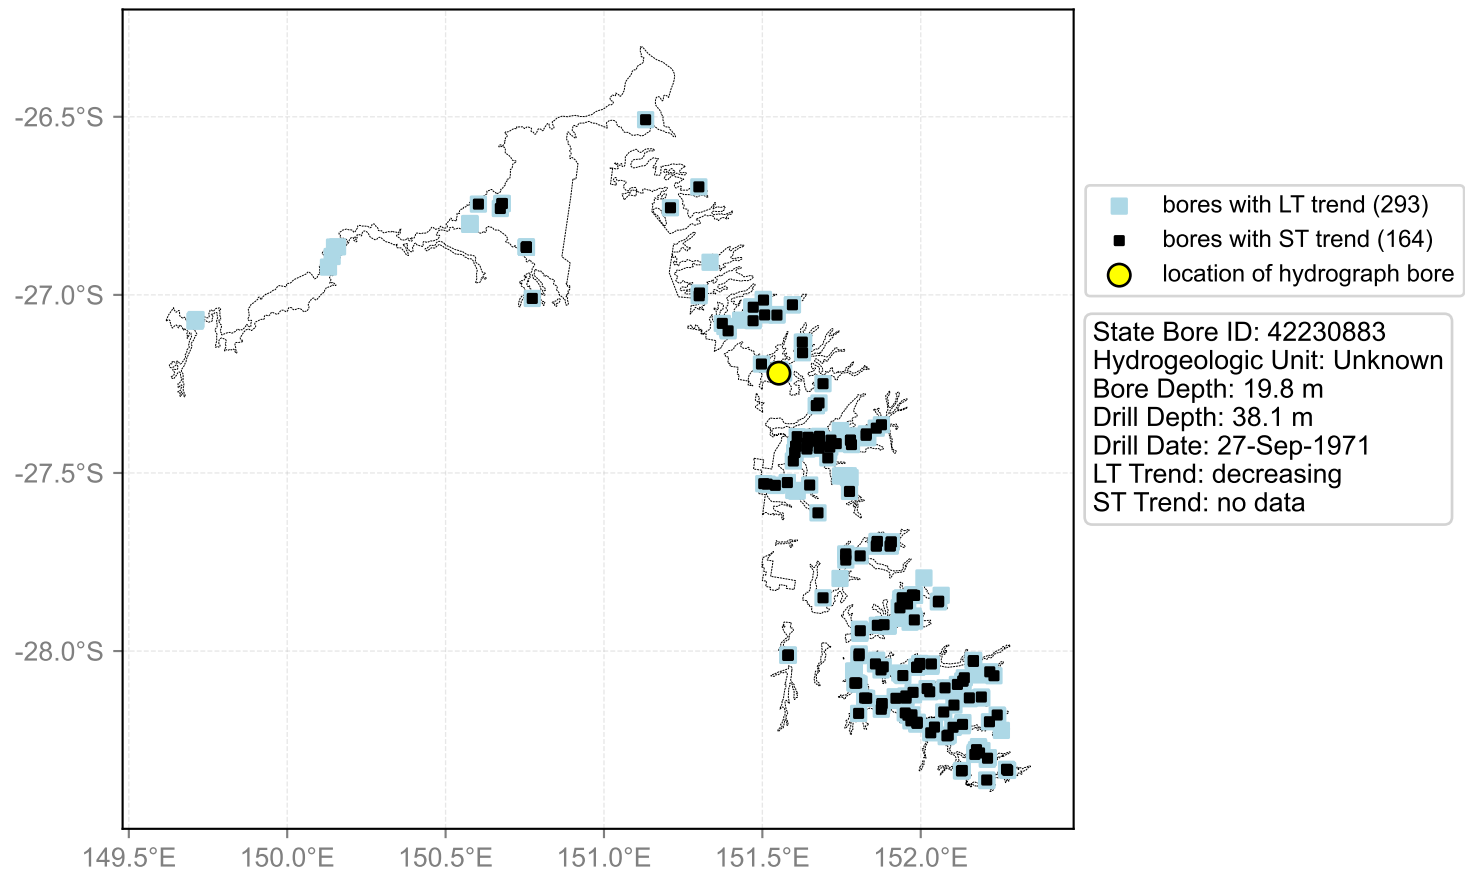 -26.5°S
-27.0°S
-27.5°S
-28.0°S
149.5°E
150.0°E
150.5°E
151.0°E
151.5°E
152.0°E
bores with LT trend (293)
bores with ST trend (164)
location of hydrograph bore
State Bore ID: 42230883
Hydrogeologic Unit: Unknown
Bore Depth: 19.8 m
Drill Depth: 38.1 m
Drill Date: 27-Sep-1971
LT Trend: decreasing
ST Trend: no data